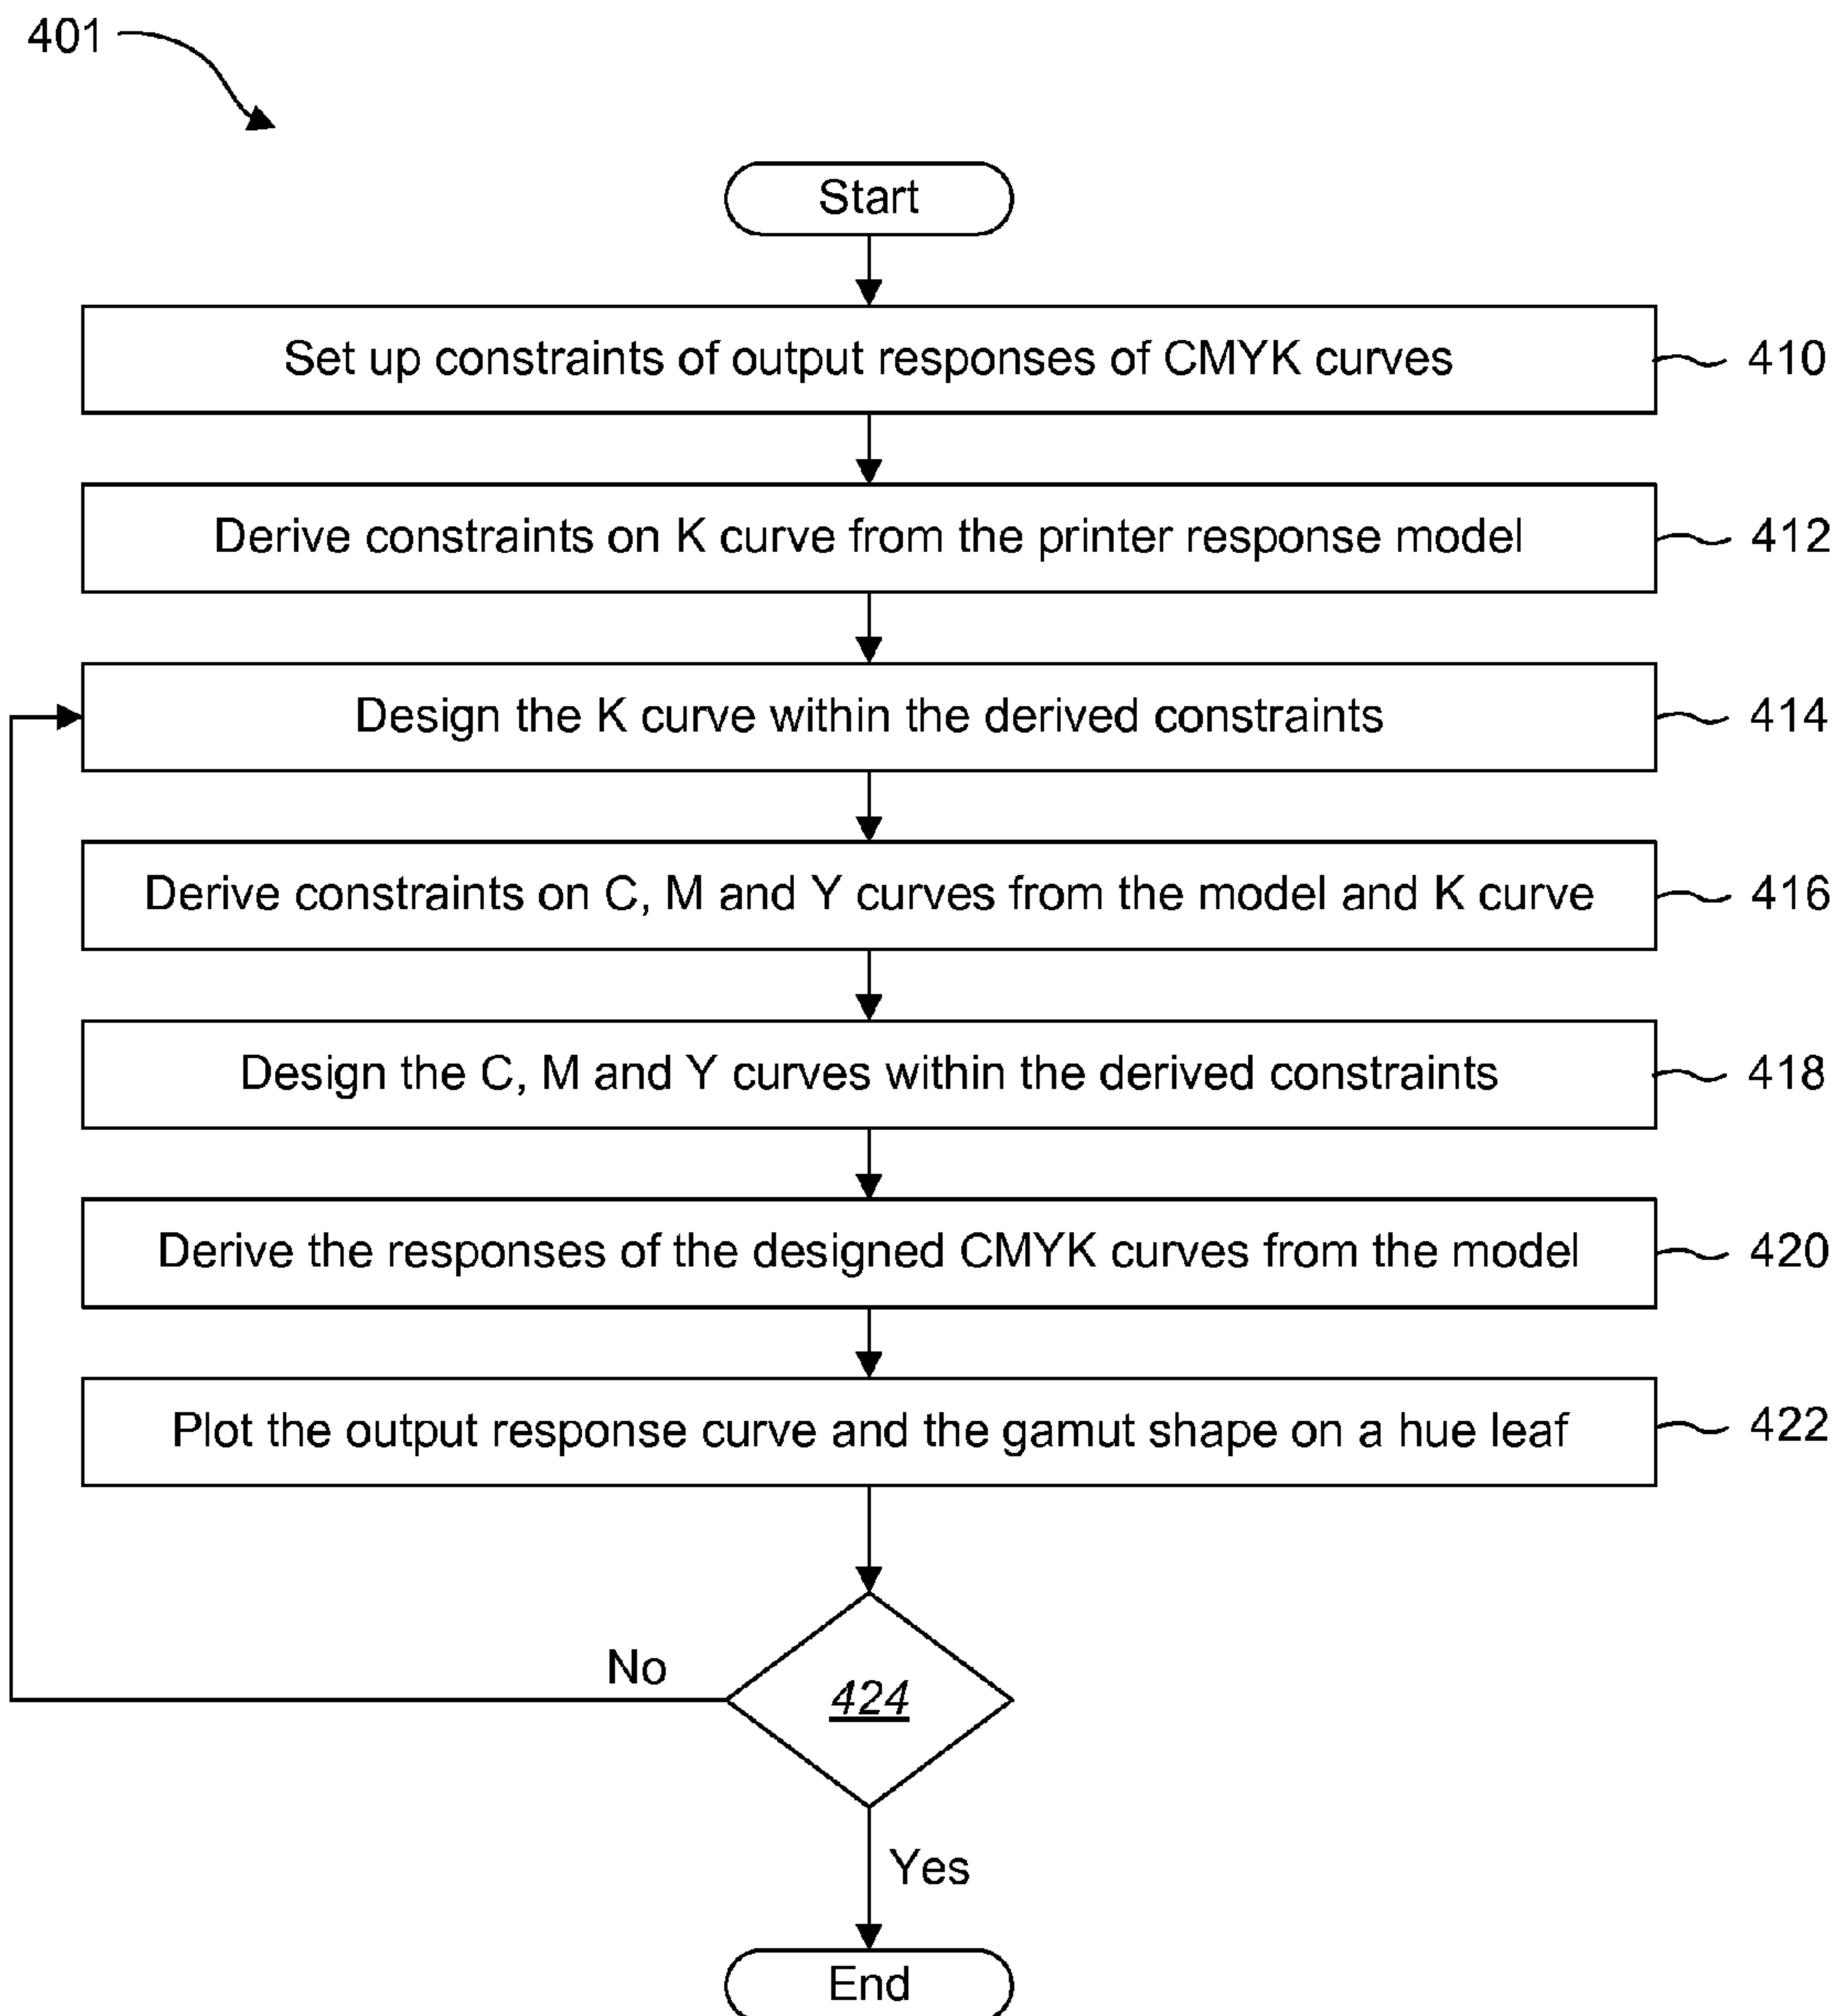 401
Start
Set up constraints of output responses of CMYK curves
410
Derive constraints on K curve from the printer response model
412
Design the K curve within the derived constraints
414
Derive constraints on C, M and Y curves from the model and K curve
416
Design the C, M and Y curves within the derived constraints
418
Derive the responses of the designed CMYK curves from the model
420
Plot the output response curve and the gamut shape on a hue leaf
422
No
424
Yes
End